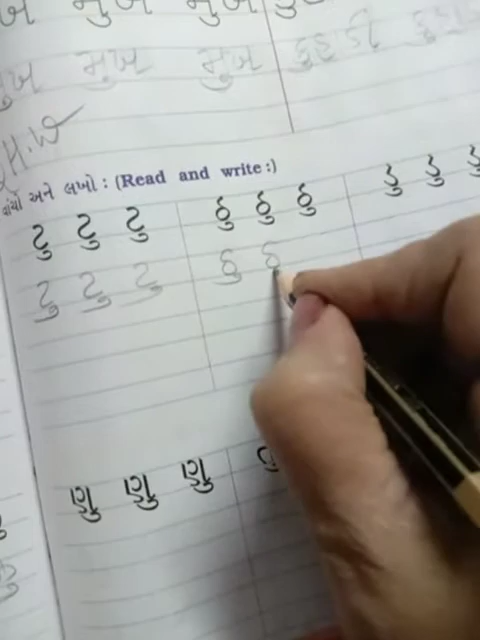 મુખ મુખ મુખ
મુખ મુખ મુખ કુહાડી
H.W
વાંચો અને લખો : (Read and write :)
ટુ ટુ ટુ ઠુ ઠુ ઠુ ડુ ડુ ડુ
ટુ ટુ ટુ ઠુ ઠ
ણુ ણુ ણુ